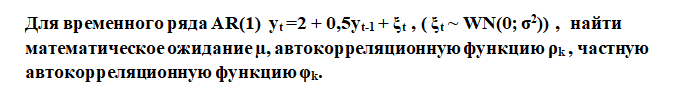 Для временного ряда AR(1) yₜ =2 + 0,5yₜ₋₁ + ξₜ , ( ξₜ ~ WN(0; σ²)) , найти
математическое ожидание μ, автокорреляционную функцию ρₖ , частную
автокорреляционную функцию φₖ.